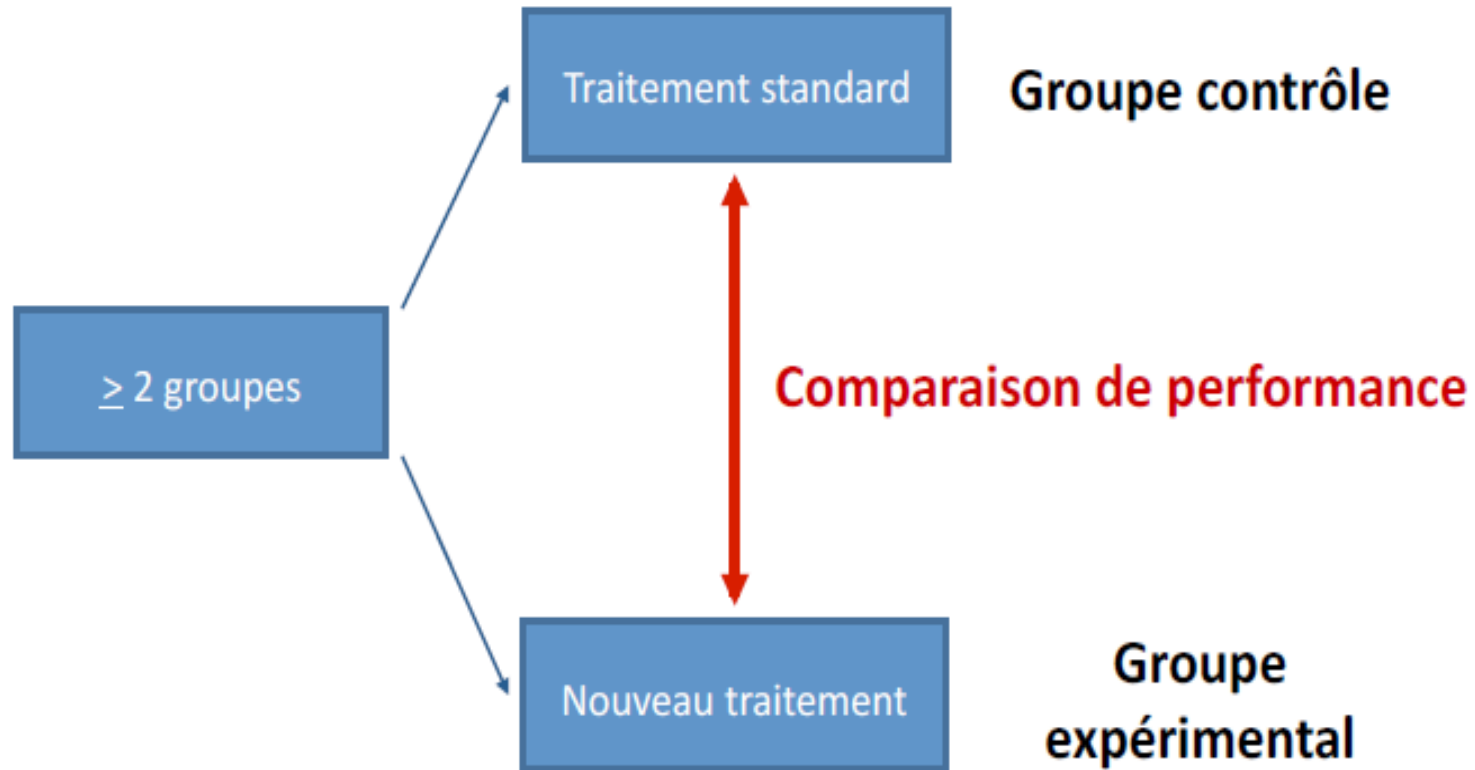 Traitement standard
Groupe contrôle
≥ 2 groupes
Comparaison de performance
Nouveau traitement
Groupe
expérimental